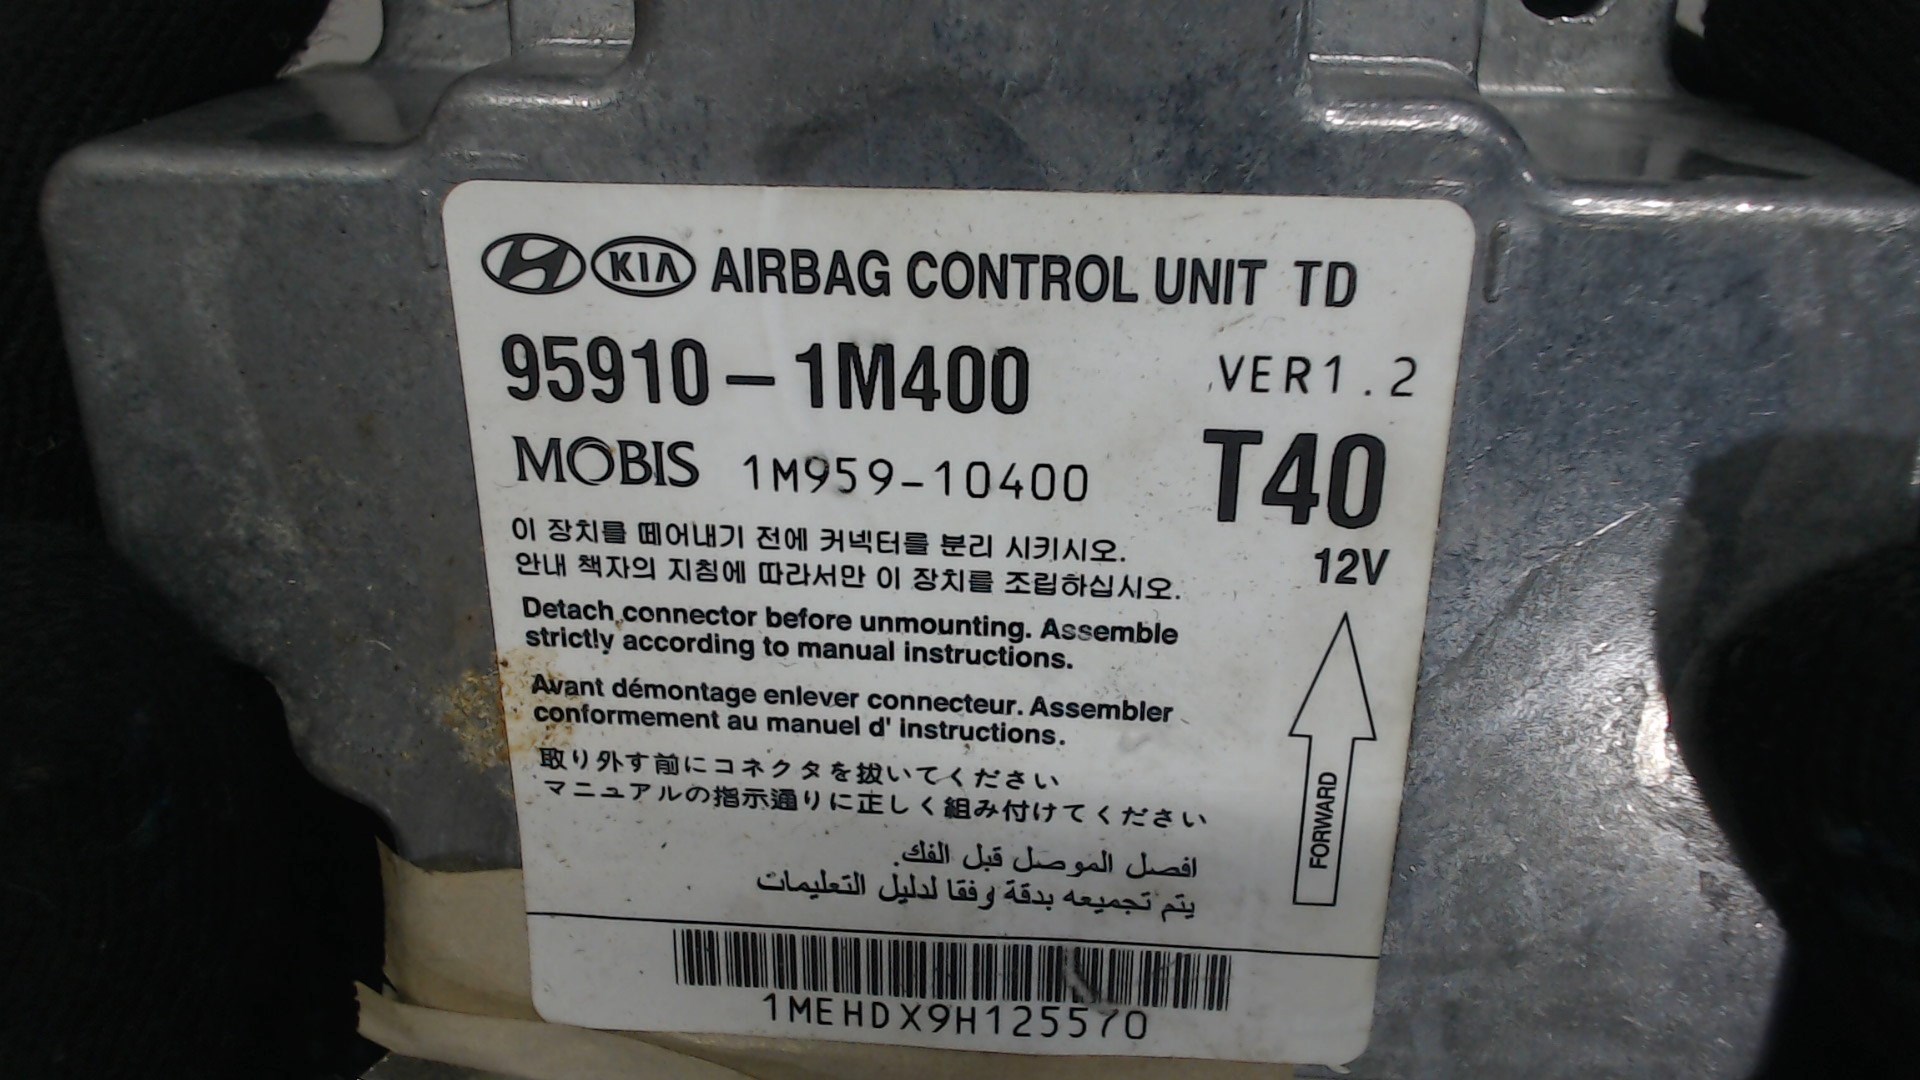 KIA AIRBAG CONTROL UNIT TD
95910-1M400 VER1.2
MOBIS 1M959-10400 T40
12V
이 장치를 떼어내기 전에 커넥터를 분리 시키시오.
안내 책자의 지침에 따라서만 이 장치를 조립하십시오.
Detach connector before unmounting. Assemble
strictly according to manual instructions.
Avant démontage enlever connecteur. Assembler
conformement au manuel d' instructions.
取り外す前にコネクタを抜いてください
マニュアルの指示通りに正しく組み付けてください
افصل الموصل قبل الفك.
يتم تجميعه بدقة وفقا لدليل التعليمات
FORWARD
1MEHDX9H125570